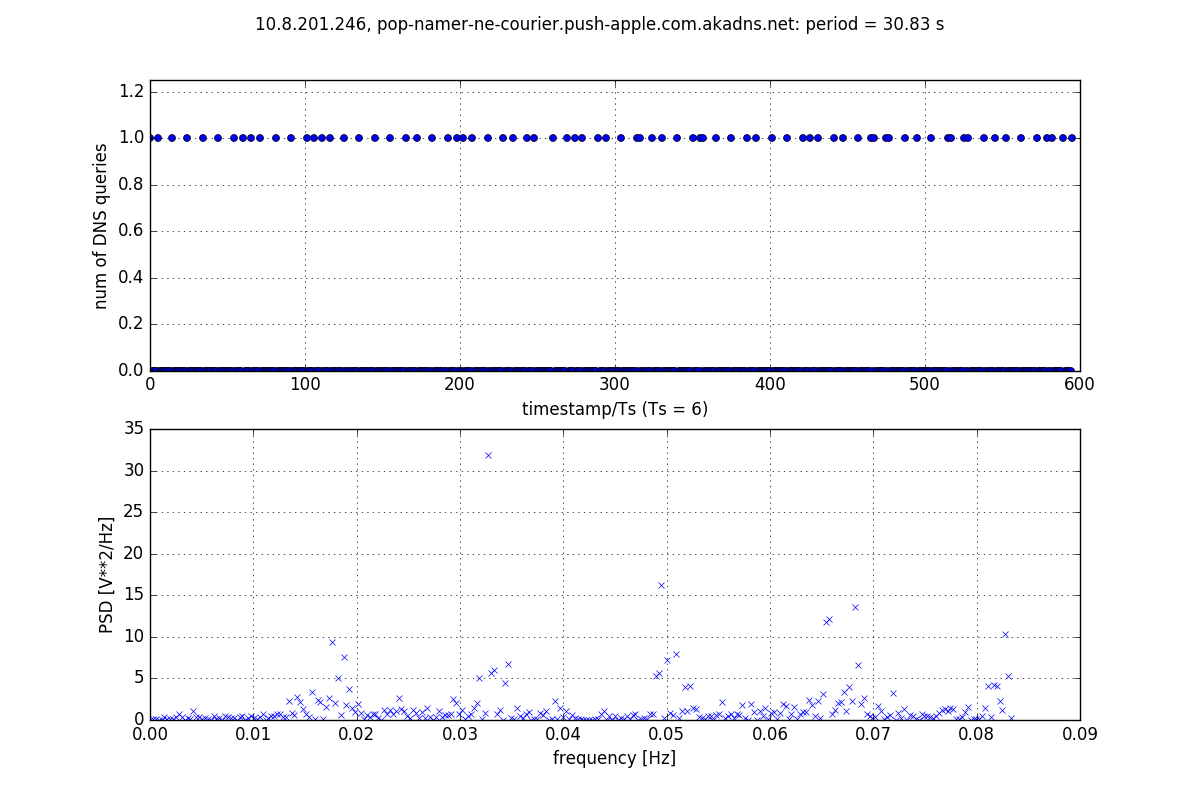 10.8.201.246, pop-namer-ne-courier.push-apple.com.akadns.net: period = 30.83 s
1.2
1.0
0.8
0.6
0.4
0.2
0.0
num of DNS queries
0 100 200 300 400 500 600
timestamp/Ts (Ts = 6)
35
30
25
20
15
10
5
0
PSD [V**2/Hz]
0.00 0.01 0.02 0.03 0.04 0.05 0.06 0.07 0.08 0.09
frequency [Hz]